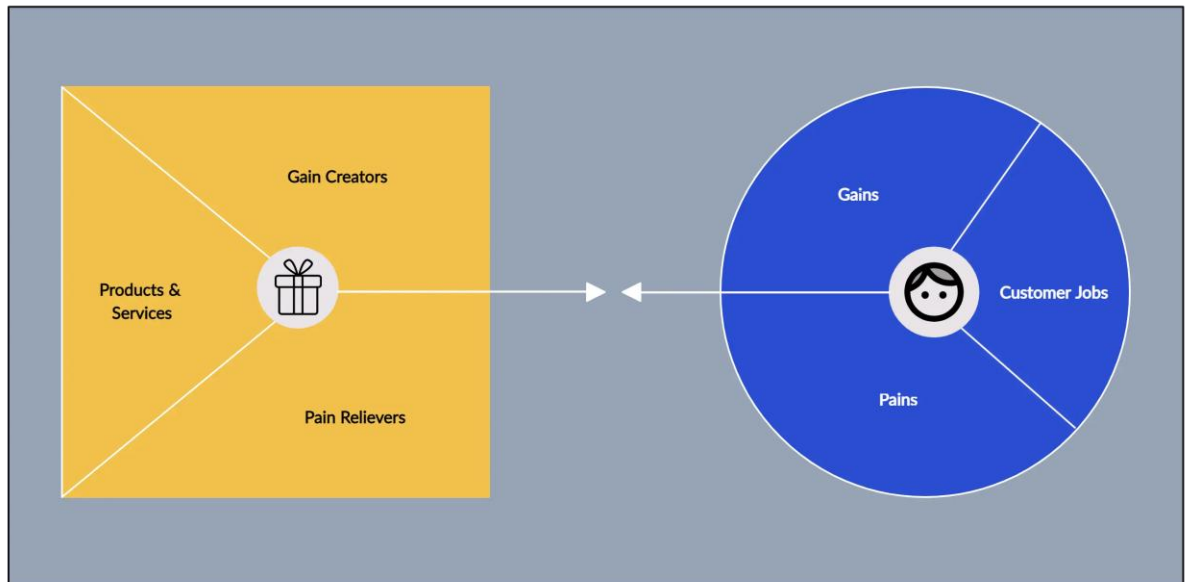 Gain Creators
Products &
Services
Pain Relievers
Gains
Customer Jobs
Pains